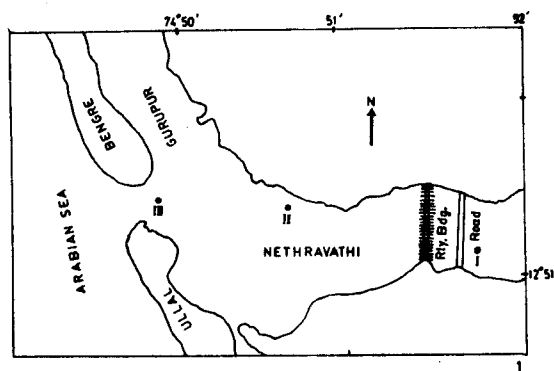 74°50'
51'
92'
BENGRE
GURUPUR
N
III
II
ARABIAN SEA
NETHRAVATHI
Rly. Bdg.
I
Road
12°51
ULLAL
1